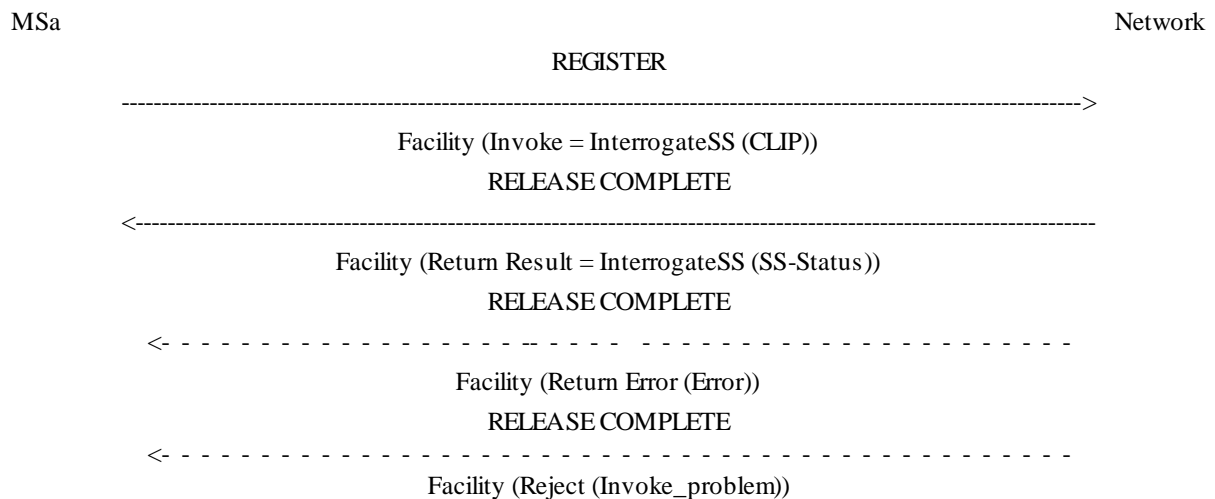 MSa Network
REGISTER
------------------------------------------------------------------------------------------------------------------------>
Facility (Invoke = InterrogateSS (CLIP))
RELEASE COMPLETE
<------------------------------------------------------------------------------------------------------------------------
Facility (Return Result = InterrogateSS (SS-Status))
RELEASE COMPLETE
<- - - - - - - - - - - - - - - - - - -- - - - - - - - - - - - - - - - - - - - - - - - - - -
Facility (Return Error (Error))
RELEASE COMPLETE
<- - - - - - - - - - - - - - - - - - - - - - - - - - - - - - - - - - - - - - - - - - - - -
Facility (Reject (Invoke_problem))